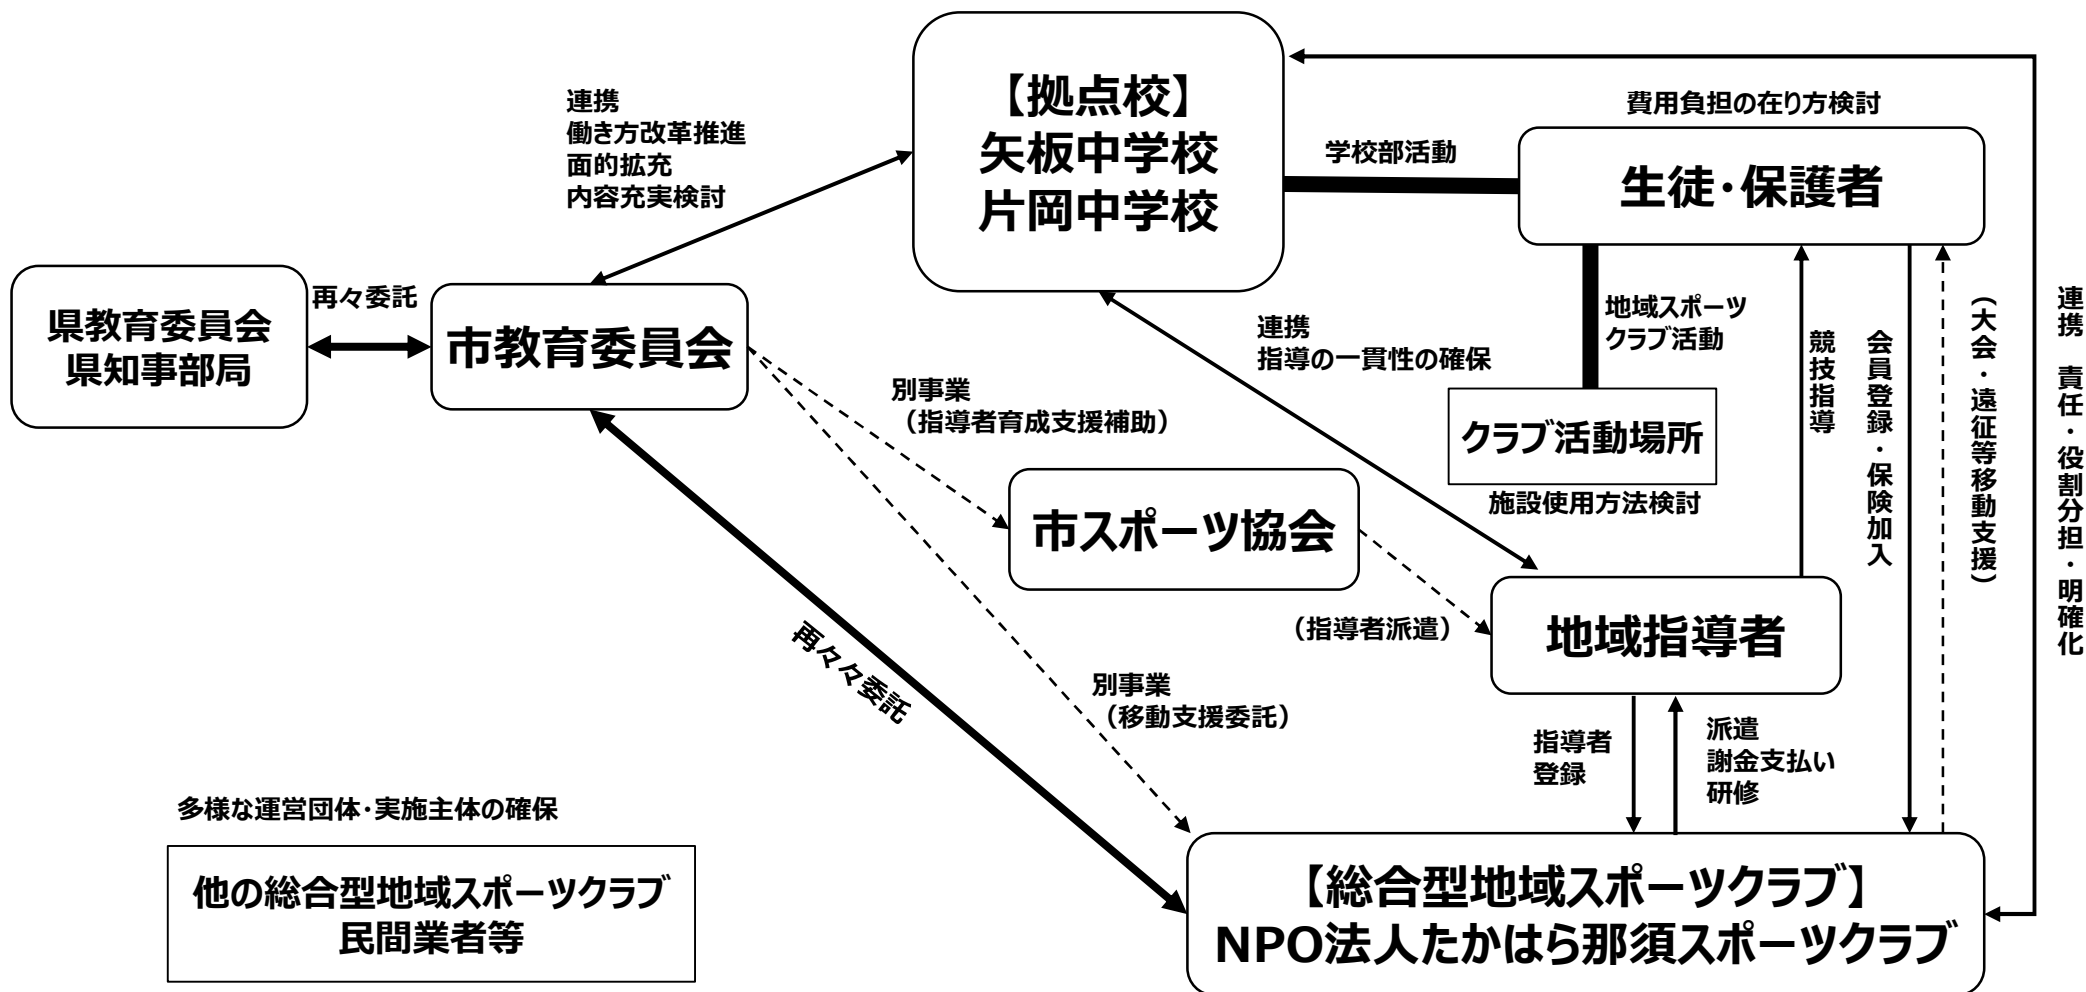 【拠点校】
矢板中学校
片岡中学校
連携
働き方改革推進
面的拡充
内容充実検討
費用負担の在り方検討
学校部活動
生徒・保護者
県教育委員会
県知事部局
再々委託
市教育委員会
連携
指導の一貫性の確保
地域スポーツ
クラブ活動
競技指導
会員登録・保険加入
（大会・遠征等移動支援）
連携　責任・役割分担・明確化
別事業
（指導者育成支援補助）
クラブ活動場所
施設使用方法検討
市スポーツ協会
（指導者派遣）
地域指導者
再々々委託
別事業
（移動支援委託）
指導者
登録
派遣
謝金支払い
研修
多様な運営団体・実施主体の確保
他の総合型地域スポーツクラブ
民間業者等
【総合型地域スポーツクラブ】
NPO法人たかはら那須スポーツクラブ